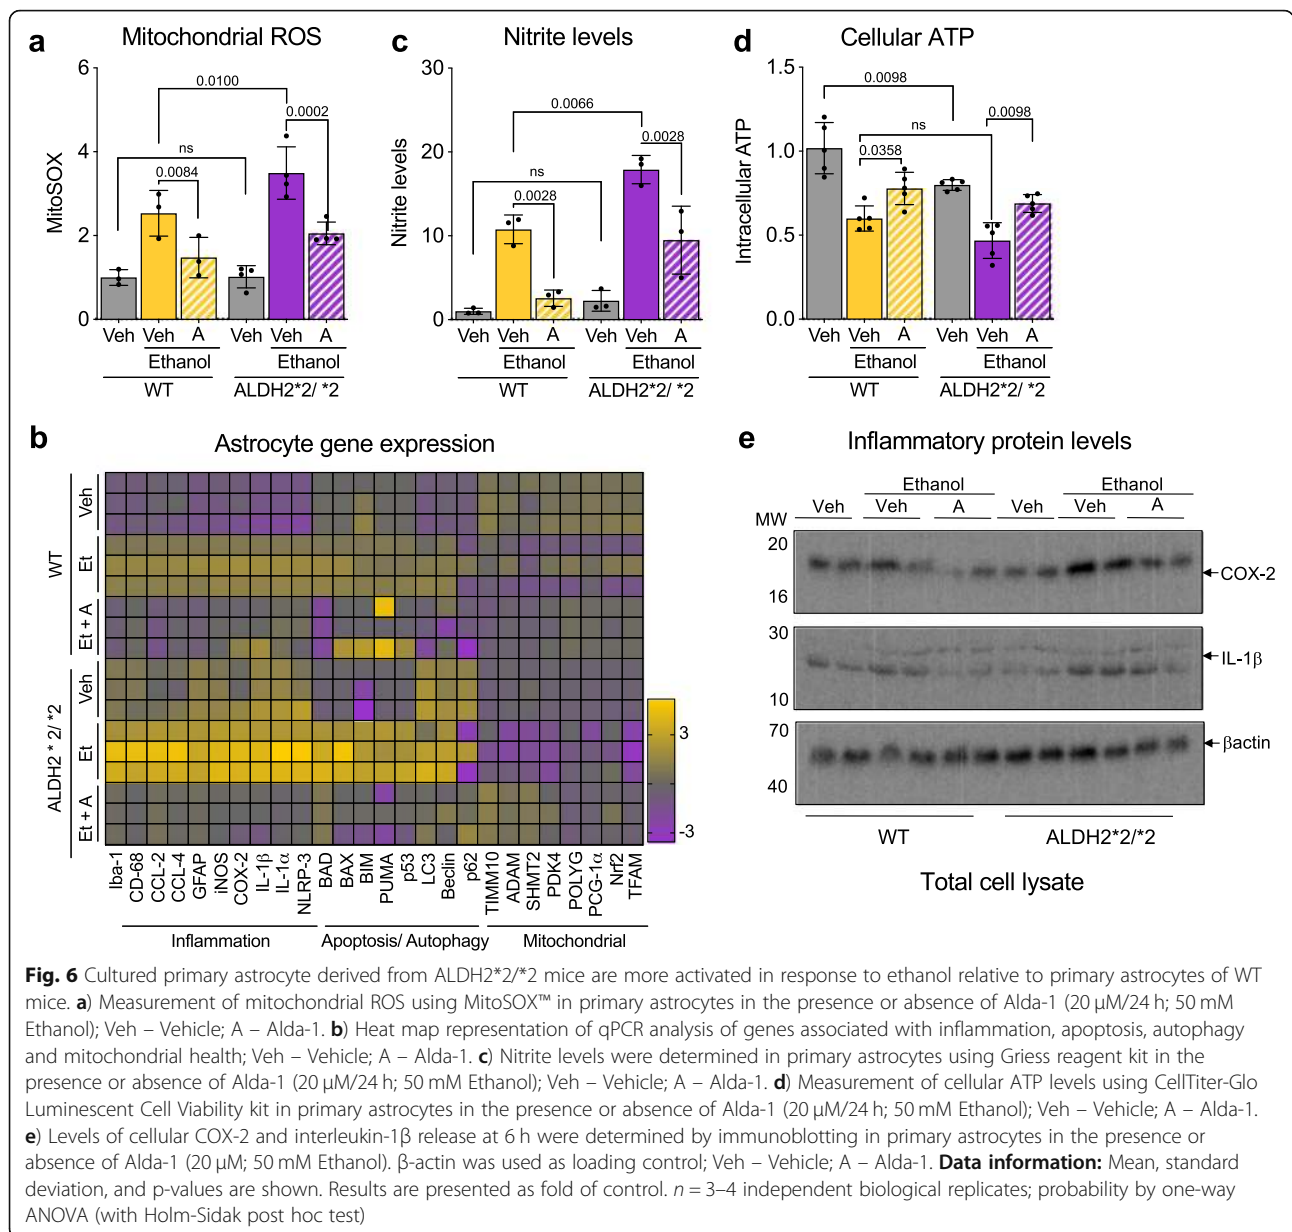 a Mitochondrial ROS
6
4
2
0
MitoSOX
0.0100
0.0002
ns
0.0084
Veh Veh A Veh Veh A
Ethanol Ethanol
WT ALDH2*2/ *2
c Nitrite levels
30
20
10
0
Nitrite levels
0.0066
0.0028
ns
0.0028
Veh Veh A Veh Veh A
Ethanol Ethanol
WT ALDH2*2/ *2
d Cellular ATP
1.5
1.0
0.5
0.0
Intracellular ATP
0.0098
ns
0.0098
0.0358
Veh Veh A Veh Veh A
Ethanol Ethanol
WT ALDH2*2/ *2
b Astrocyte gene expression
WT
Veh
Et
Et + A
ALDH2 * 2/ *2
Veh
Et
Et + A
3
-3
Iba-1 CD-68 CCL-2 CCL-4 GFAP iNOS COX-2 IL-1β IL-1α NLRP-3 BAD BAX BIM PUMA p53 LC3 Beclin p62 TIMM10 ADAM SHMT2 PDK4 POLYG PCG-1α Nrf2 TFAM
Inflammation Apoptosis/ Autophagy Mitochondrial
e Inflammatory protein levels
Ethanol Ethanol
Veh Veh A Veh Veh A
MW
20
16
COX-2
30
10
IL-1β
70
40
βactin
WT ALDH2*2/*2
Total cell lysate
Fig. 6 Cultured primary astrocyte derived from ALDH2*2/*2 mice are more activated in response to ethanol relative to primary astrocytes of WT
mice. a) Measurement of mitochondrial ROS using MitoSOX™ in primary astrocytes in the presence or absence of Alda-1 (20 μM/24 h; 50 mM
Ethanol); Veh – Vehicle; A – Alda-1. b) Heat map representation of qPCR analysis of genes associated with inflammation, apoptosis, autophagy
and mitochondrial health; Veh – Vehicle; A – Alda-1. c) Nitrite levels were determined in primary astrocytes using Griess reagent kit in the
presence or absence of Alda-1 (20 μM/24 h; 50 mM Ethanol); Veh – Vehicle; A – Alda-1. d) Measurement of cellular ATP levels using CellTiter-Glo
Luminescent Cell Viability kit in primary astrocytes in the presence or absence of Alda-1 (20 μM/24 h; 50 mM Ethanol); Veh – Vehicle; A – Alda-1.
e) Levels of cellular COX-2 and interleukin-1β release at 6 h were determined by immunoblotting in primary astrocytes in the presence or
absence of Alda-1 (20 μM; 50 mM Ethanol). β-actin was used as loading control; Veh – Vehicle; A – Alda-1. Data information: Mean, standard
deviation, and p-values are shown. Results are presented as fold of control. n = 3–4 independent biological replicates; probability by one-way
ANOVA (with Holm-Sidak post hoc test)